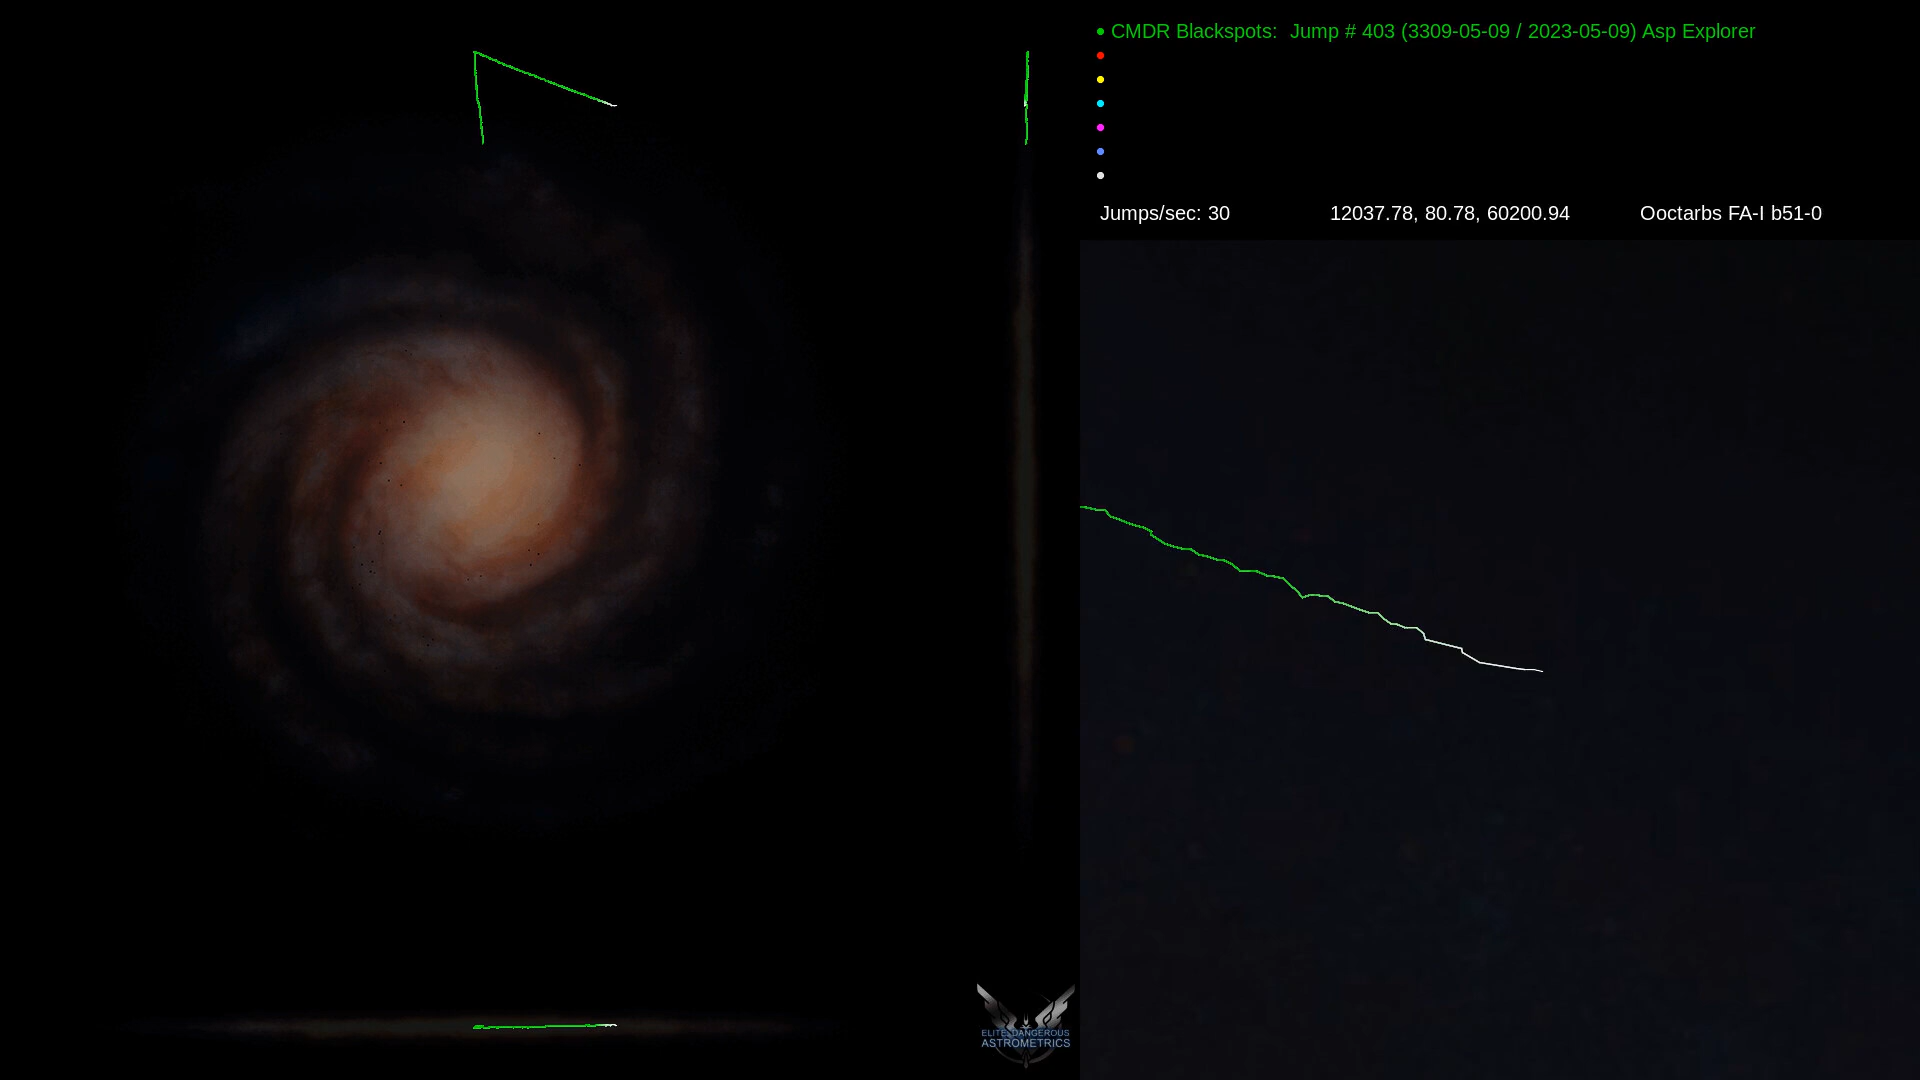 CMDR Blackspots: Jump # 403 (3309-05-09 / 2023-05-09) Asp Explorer
Jumps/sec: 30 12037.78, 80.78, 60200.94 Ooctarbs FA-I b51-0
ELITE DANGEROUS
ASTROMETRICS